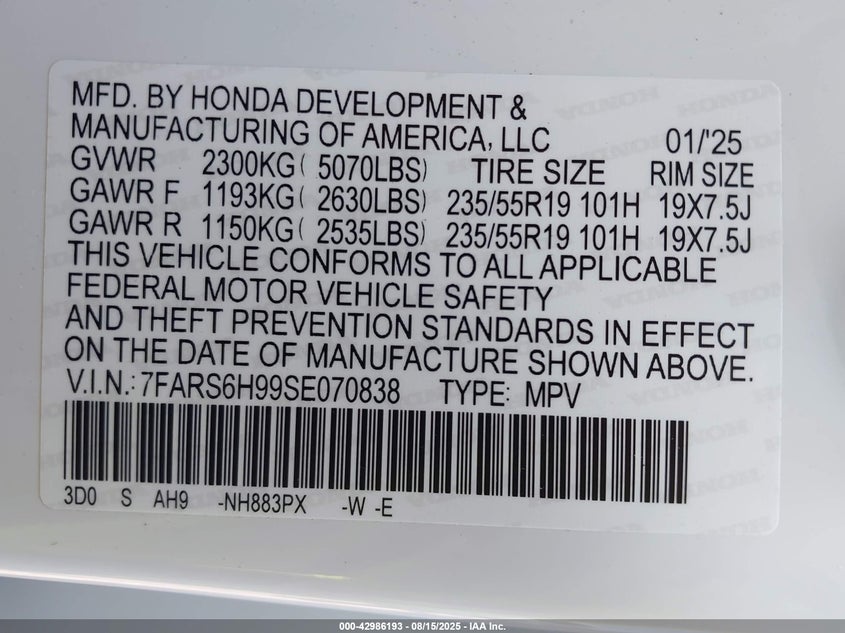 MFD. BY HONDA DEVELOPMENT &
MANUFACTURING OF AMERICA, LLC 01/'25
GVWR 2300KG( 5070LBS) TIRE SIZE RIM SIZE
GAWR F 1193KG( 2630LBS) 235/55R19 101H 19X7.5J
GAWR R 1150KG( 2535LBS) 235/55R19 101H 19X7.5J
THIS VEHICLE CONFORMS TO ALL APPLICABLE
FEDERAL MOTOR VEHICLE SAFETY
AND THEFT PREVENTION STANDARDS IN EFFECT
ON THE DATE OF MANUFACTURE SHOWN ABOVE.
V.I.N.:7FARS6H99SE070838 TYPE: MPV
3D0 S AH9 -NH883PX -W -E
000-42986193 - 08/15/2025 - IAA Inc.